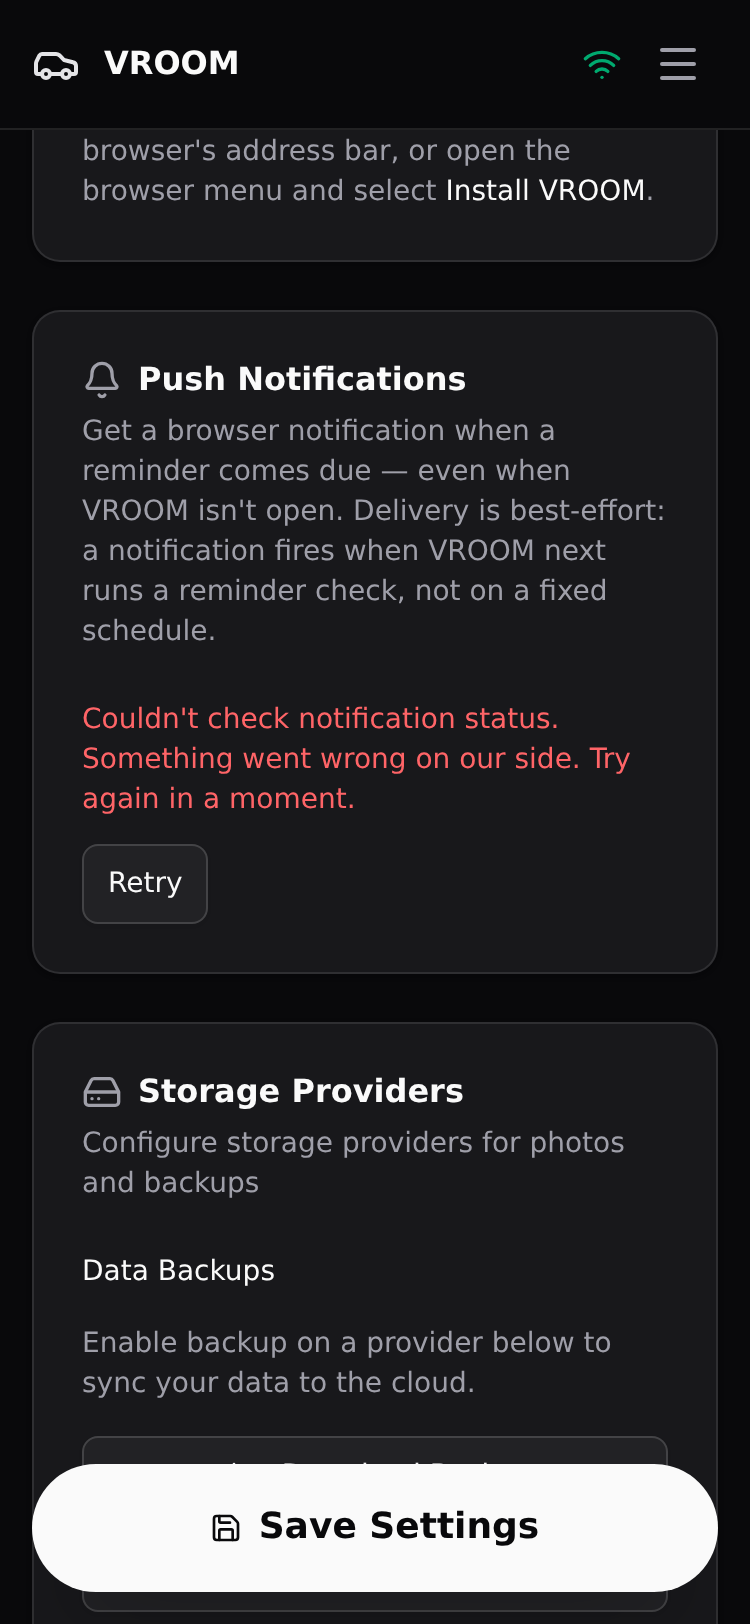 VROOM
browser's address bar, or open the
browser menu and select Install VROOM.
Push Notifications
Get a browser notification when a
reminder comes due — even when
VROOM isn't open. Delivery is best-effort:
a notification fires when VROOM next
runs a reminder check, not on a fixed
schedule.
Couldn't check notification status.
Something went wrong on our side. Try
again in a moment.
Retry
Storage Providers
Configure storage providers for photos
and backups
Data Backups
Enable backup on a provider below to
sync your data to the cloud.
Save Settings